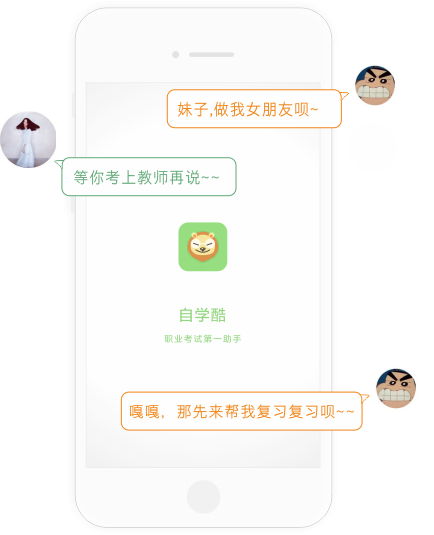 妹子,做我女朋友呗~
等你考上教师再说~~
自学酷
职业考试第一助手
嘎嘎，那先来帮我复习复习呗~~